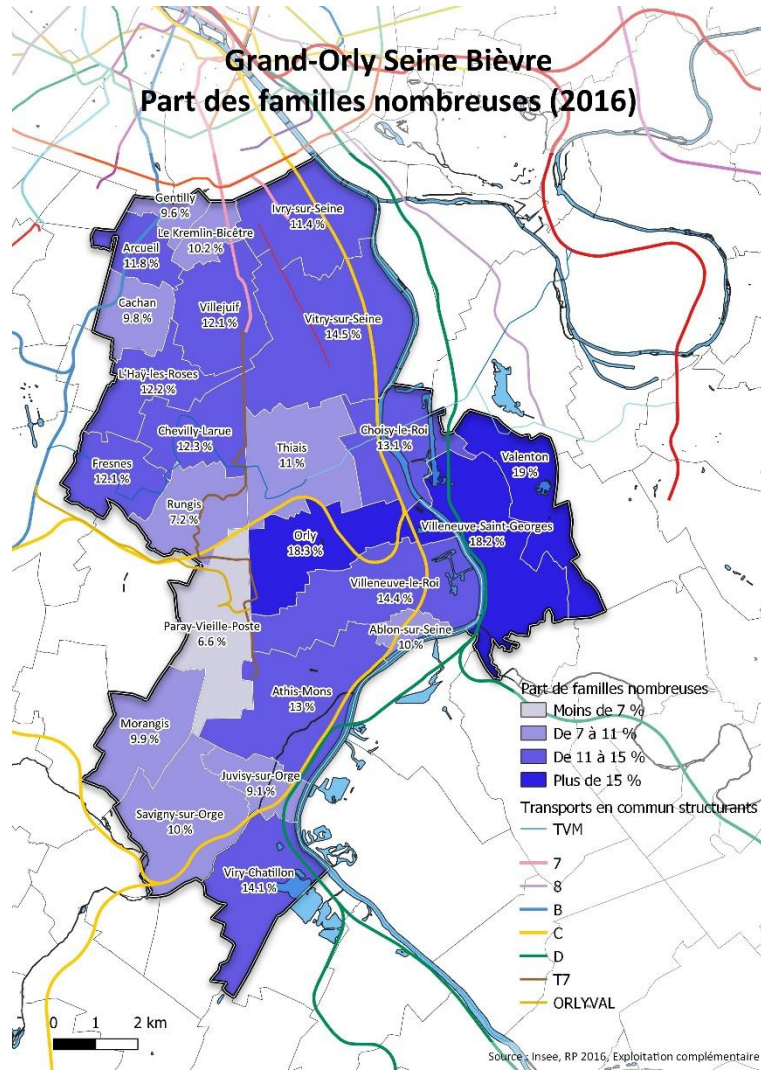 Grand-Orly Seine Bièvre
Part des familles nombreuses (2016)
Gentilly
9.6 %
Ivry-sur-Seine
11.4 %
Le Kremlin-Bicêtre
10.2 %
Arcueil
11.8 %
Cachan
9.8 %
Villejuif
12.1 %
Vitry-sur-Seine
14.5 %
L'Haÿ-les-Roses
12.2 %
Chevilly-Larue
12.3 %
Choisy-le-Roi
13.1 %
Thiais
11 %
Valenton
19 %
Fresnes
12.1 %
Rungis
7.2 %
Orly
18.3 %
Villeneuve-Saint-Georges
18.2 %
Villeneuve-le-Roi
14.4 %
Paray-Vieille-Poste
6.6 %
Ablon-sur-Seine
10 %
Athis-Mons
13 %
Morangis
9.9 %
Juvisy-sur-Orge
9.1 %
Savigny-sur-Orge
10 %
Viry-Chatillon
14.1 %
Part de familles nombreuses
Moins de 7 %
De 7 à 11 %
De 11 à 15 %
Plus de 15 %
Transports en commun structurants
TVM
7
8
B
C
D
T7
ORLYVAL
0 1 2 km
Source : Insee, RP 2016, Exploitation complémentaire